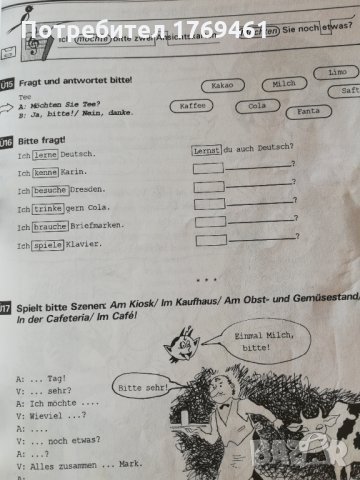 Потребител 1769461
Ich möchte bitte zwei Ansichtska chten Sie noch etwas?
Ü15 Fragt und antwortet bitte!
Tee
A: Möchten Sie Tee?
B: Ja, bitte!/ Nein, danke.
Kakao Milch Limo
Saft
Kaffee Cola Fanta
Ü16 Bitte fragt!
Ich lerne Deutsch. Lernst du auch Deutsch?
Ich kenne Karin. ?
Ich besuche Dresden. ?
Ich trinke gern Cola. ?
Ich brauche Briefmarken. ?
Ich spiele Klavier. ?
* * *
Ü17 Spielt bitte Szenen: Am Kiosk/ Im Kaufhaus/ Am Obst- und Gemüsestand/
In der Cafeteria/ Im Café!
Einmal Milch,
bitte!
Bitte sehr!
A: ... Tag!
V: ... sehr?
A: Ich möchte ....
V: Wieviel ...?
A: ....
V: ... noch etwas?
A: ... ?
V: Alles zusammen ... Mark.
A:
BAZAR